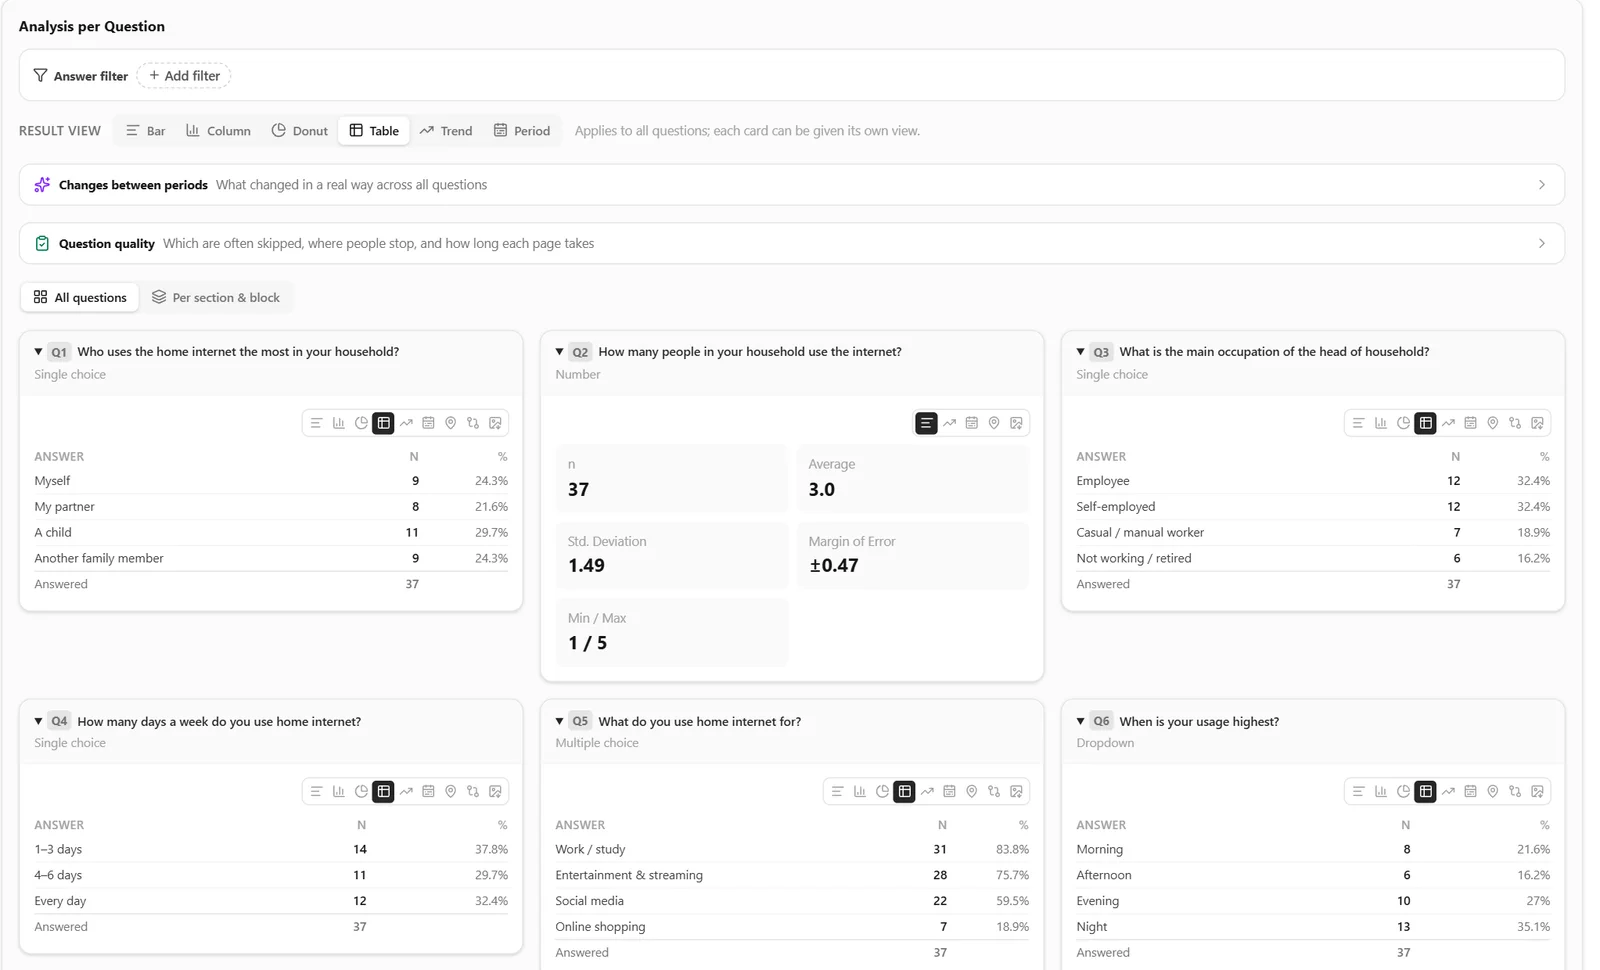 Analysis per Question
Answer filter + Add filter
RESULT VIEW Bar Column Donut Table Trend Period Applies to all questions; each card can be given its own view.
Changes between periods What changed in a real way across all questions
Question quality Which are often skipped, where people stop, and how long each page takes
All questions Per section & block
Q1 Who uses the home internet the most in your household?
Single choice
ANSWER N %
Myself 9 24.3%
My partner 8 21.6%
A child 11 29.7%
Another family member 9 24.3%
Answered 37
Q2 How many people in your household use the internet?
Number
n
37
Average
3.0
Std. Deviation
1.49
Margin of Error
±0.47
Min / Max
1 / 5
Q3 What is the main occupation of the head of household?
Single choice
ANSWER N %
Employee 12 32.4%
Self-employed 12 32.4%
Casual / manual worker 7 18.9%
Not working / retired 6 16.2%
Answered 37
Q4 How many days a week do you use home internet?
Single choice
ANSWER N %
1–3 days 14 37.8%
4–6 days 11 29.7%
Every day 12 32.4%
Answered 37
Q5 What do you use home internet for?
Multiple choice
ANSWER N %
Work / study 31 83.8%
Entertainment & streaming 28 75.7%
Social media 22 59.5%
Online shopping 7 18.9%
Answered 37
Q6 When is your usage highest?
Dropdown
ANSWER N %
Morning 8 21.6%
Afternoon 6 16.2%
Evening 10 27%
Night 13 35.1%
Answered 37